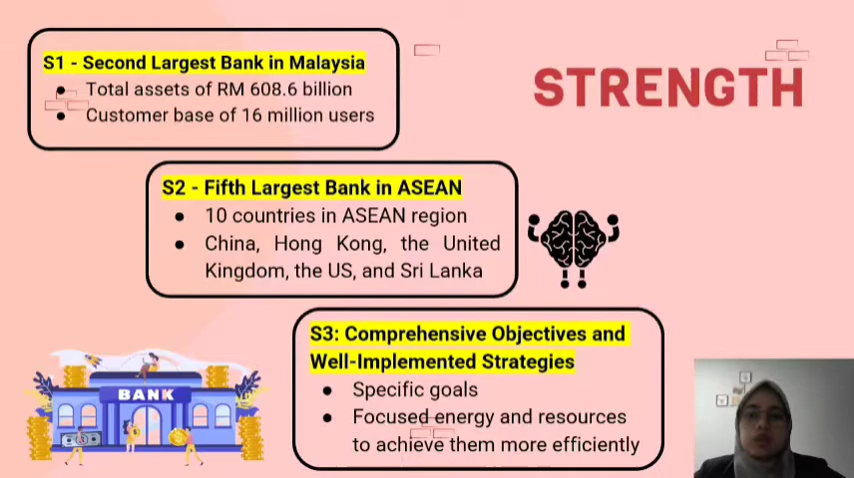 STRENGTH
S1 - Second Largest Bank in Malaysia
● Total assets of RM 608.6 billion
● Customer base of 16 million users
S2 - Fifth Largest Bank in ASEAN
● 10 countries in ASEAN region
● China, Hong Kong, the United
Kingdom, the US, and Sri Lanka
S3: Comprehensive Objectives and
Well-Implemented Strategies
● Specific goals
● Focused energy and resources
to achieve them more efficiently
BANK